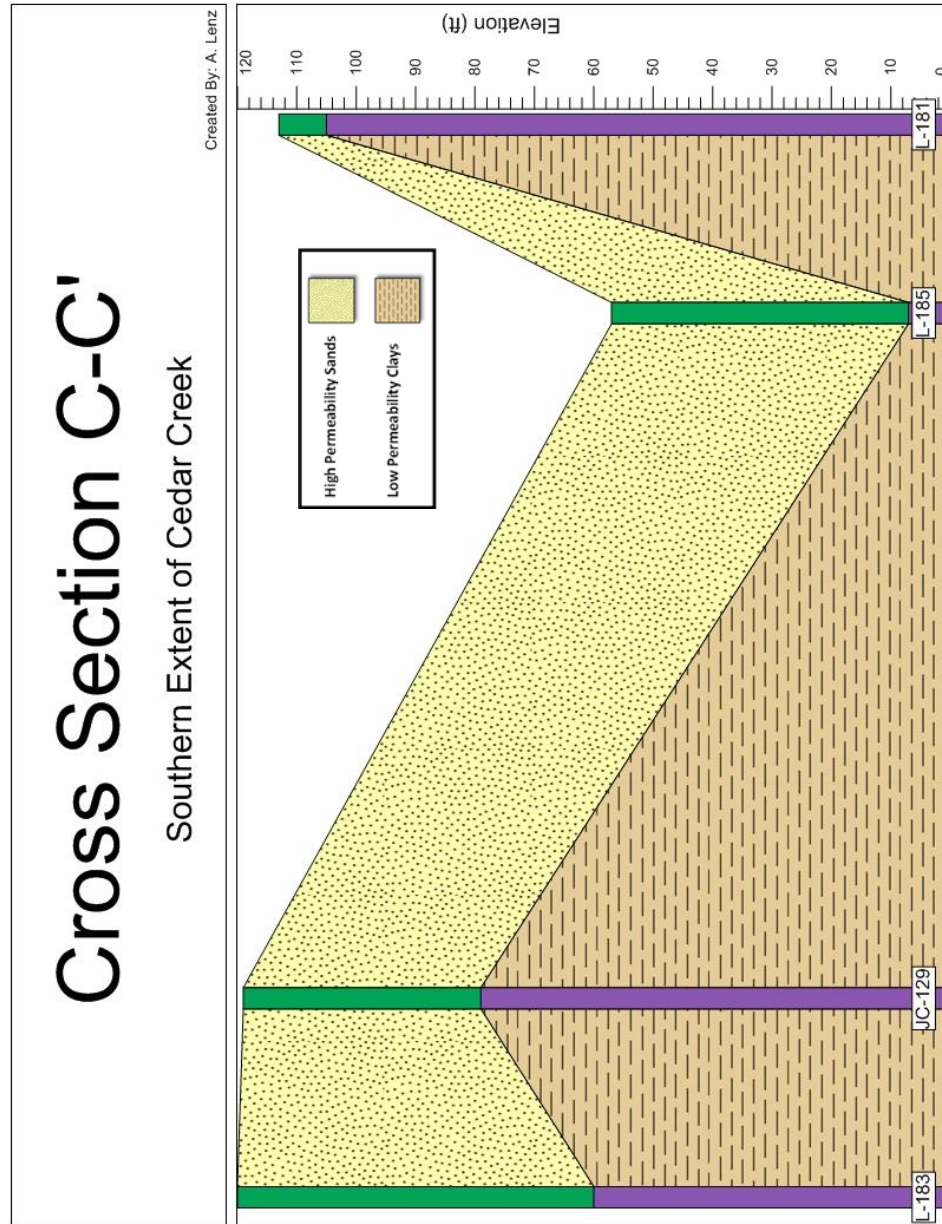 Cross Section C-C'
Southern Extent of Cedar Creek
Created By: A. Lenz
High Permeability Sands
Low Permeability Clays
Elevation (ft)
120
110
100
90
80
70
60
50
40
30
20
10
0
L-183
JC-129
L-185
L-181